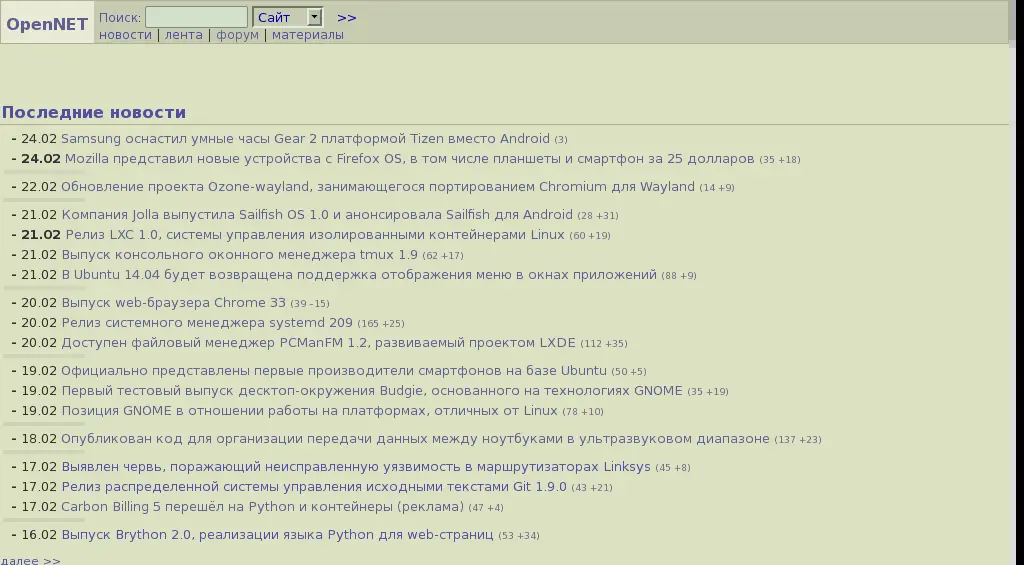 OpenNET
Поиск: Сайт >>
новости | лента | форум | материалы
Последние новости
- 24.02 Samsung оснастил умные часы Gear 2 платформой Tizen вместо Android (3)
- 24.02 Mozilla представил новые устройства с Firefox OS, в том числе планшеты и смартфон за 25 долларов (35 +18)
- 22.02 Обновление проекта Ozone-wayland, занимающегося портированием Chromium для Wayland (14 +9)
- 21.02 Компания Jolla выпустила Sailfish OS 1.0 и анонсировала Sailfish для Android (28 +31)
- 21.02 Релиз LXC 1.0, системы управления изолированными контейнерами Linux (60 +19)
- 21.02 Выпуск консольного оконного менеджера tmux 1.9 (62 +17)
- 21.02 В Ubuntu 14.04 будет возвращена поддержка отображения меню в окнах приложений (88 +9)
- 20.02 Выпуск web-браузера Chrome 33 (39 -15)
- 20.02 Релиз системного менеджера systemd 209 (165 +25)
- 20.02 Доступен файловый менеджер PCManFM 1.2, развиваемый проектом LXDE (112 +35)
- 19.02 Официально представлены первые производители смартфонов на базе Ubuntu (50 +5)
- 19.02 Первый тестовый выпуск десктоп-окружения Budgie, основанного на технологиях GNOME (35 +19)
- 19.02 Позиция GNOME в отношении работы на платформах, отличных от Linux (78 +10)
- 18.02 Опубликован код для организации передачи данных между ноутбуками в ультразвуковом диапазоне (137 +23)
- 17.02 Выявлен червь, поражающий неисправленную уязвимость в маршрутизаторах Linksys (45 +8)
- 17.02 Релиз распределенной системы управления исходными текстами Git 1.9.0 (43 +21)
- 17.02 Carbon Billing 5 перешёл на Python и контейнеры (реклама) (47 +4)
- 16.02 Выпуск Brython 2.0, реализации языка Python для web-страниц (53 +34)
далее >>